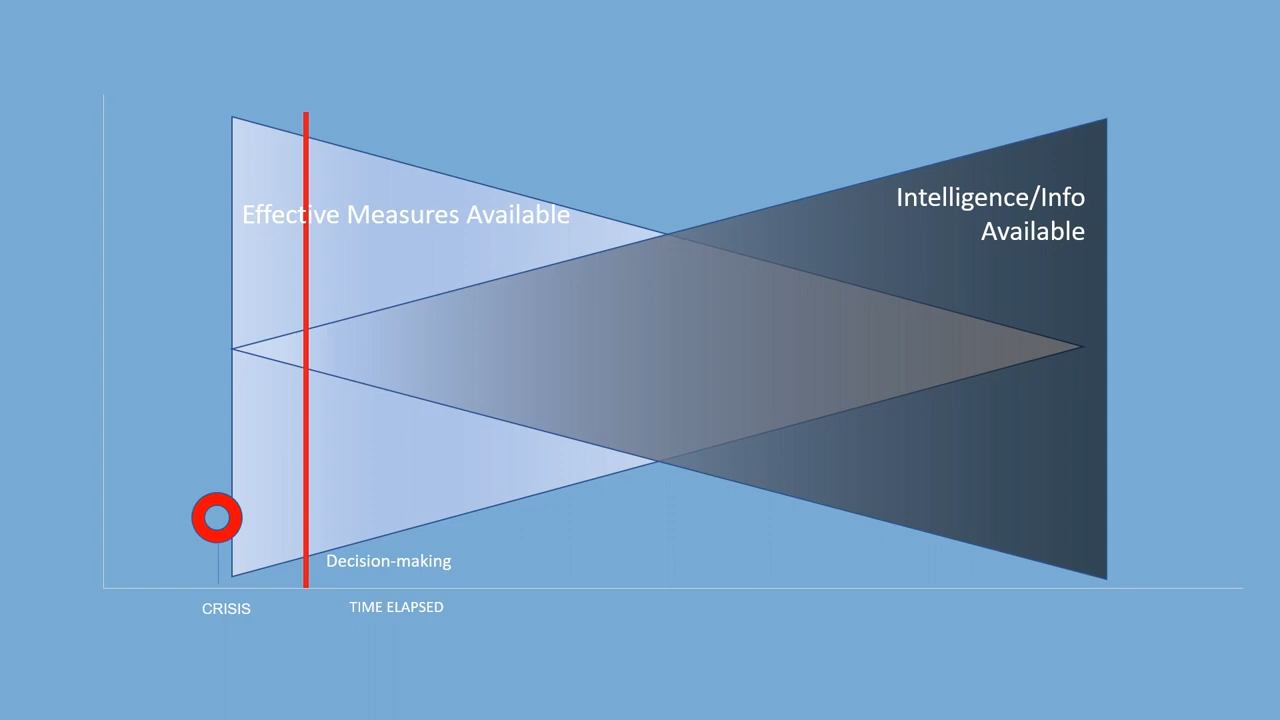 Effective Measures Available
Intelligence/Info
Available
Decision-making
CRISIS
TIME ELAPSED